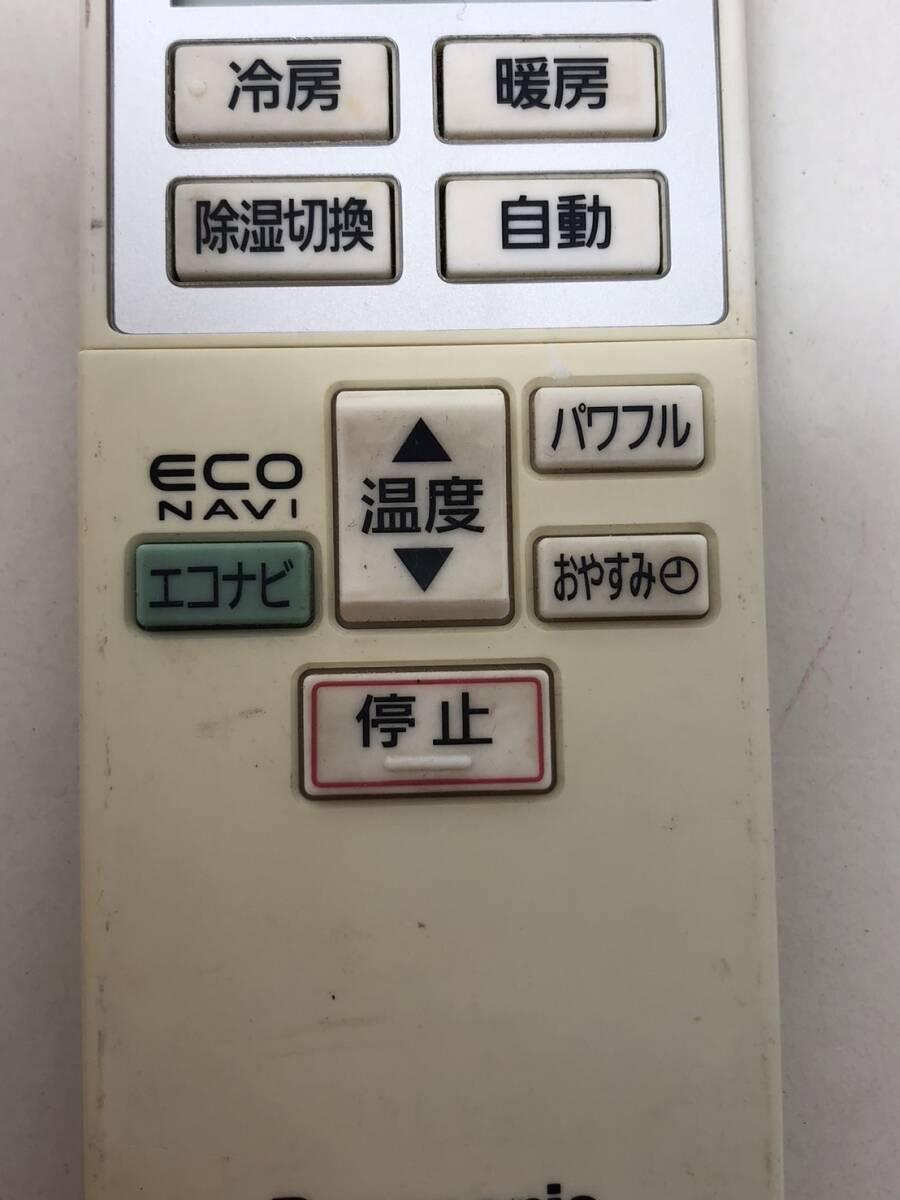 冷房 暖房
除湿切換 自動
パワフル
ECO
NAVI
温度
エコナビ
おやすみ
停止